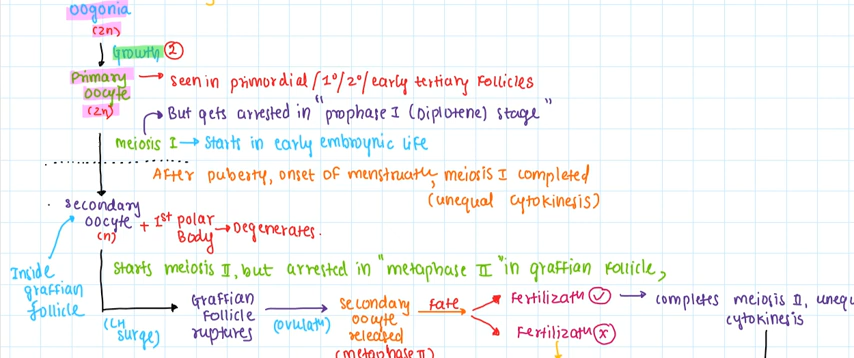 oogonia
(2n)
Growth ②
Primary → seen in primordial/1°/2°/early tertiary follicles
oocyte
(2n)
But gets arrested in "prophase I (Diplotene) stage"
meiosis I → starts in early embroynic life
After puberty, onset of menstruatn, meiosis I completed
(unequal cytokinesis)
secondary
oocyte + 1st polar
(n) Body → Degenerates.
Inside
graffian
follicle
Starts meiosis II, but arrested in "metaphase II" in graffian follicle,
(LH
surge)
Graffian
follicle
ruptures
(ovulatn)
secondary
oocyte
released
(metaphase II)
Fate
Fertilizatn ✓ → completes meiosis II, unequ
cytokinesis
Fertilizatn ×